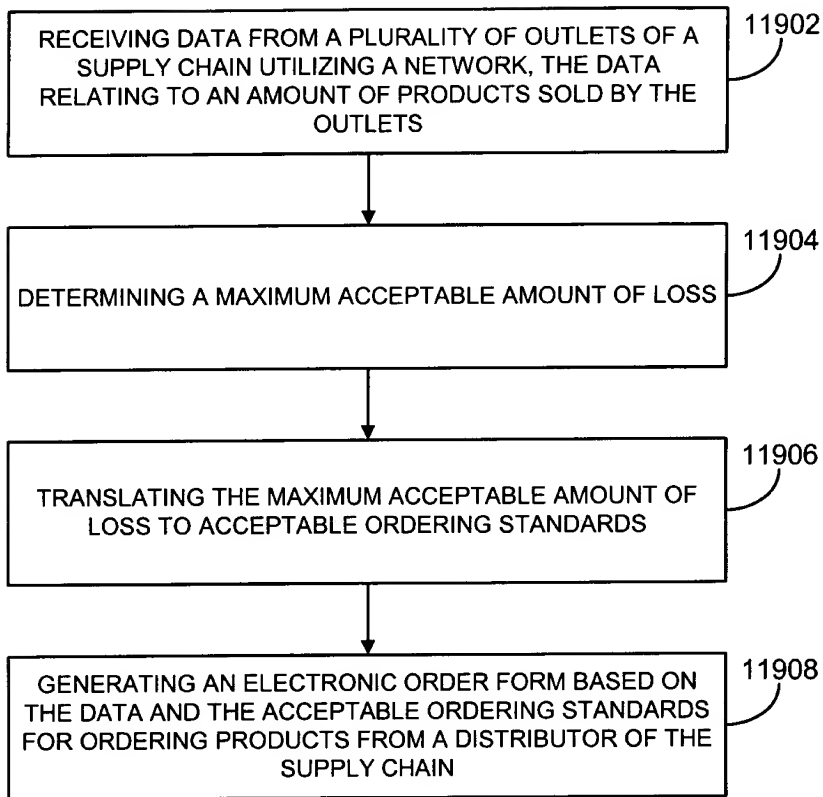 RECEIVING DATA FROM A PLURALITY OF OUTLETS OF A
SUPPLY CHAIN UTILIZING A NETWORK, THE DATA
RELATING TO AN AMOUNT OF PRODUCTS SOLD BY THE
OUTLETS
11902
DETERMINING A MAXIMUM ACCEPTABLE AMOUNT OF LOSS
11904
TRANSLATING THE MAXIMUM ACCEPTABLE AMOUNT OF
LOSS TO ACCEPTABLE ORDERING STANDARDS
11906
GENERATING AN ELECTRONIC ORDER FORM BASED ON
THE DATA AND THE ACCEPTABLE ORDERING STANDARDS
FOR ORDERING PRODUCTS FROM A DISTRIBUTOR OF THE
SUPPLY CHAIN
11908